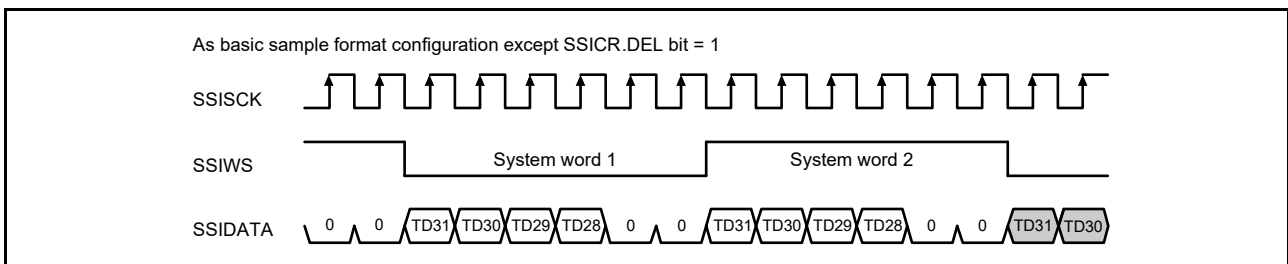 As basic sample format configuration except SSICR.DEL bit = 1
SSISCK
SSIWS System word 1 System word 2
SSIDATA 0 0 TD31 TD30 TD29 TD28 0 0 TD31 TD30 TD29 TD28 0 0 TD31 TD30